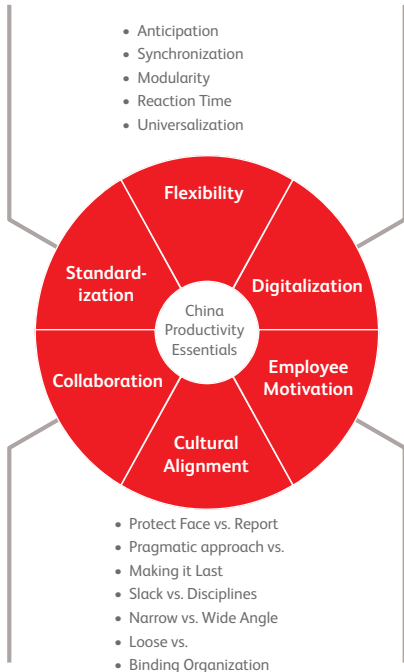 • Anticipation
• Synchronization
• Modularity
• Reaction Time
• Universalization
Flexibility
Standard-
ization
Digitalization
China
Productivity
Essentials
Collaboration
Employee
Motivation
Cultural
Alignment
• Protect Face vs. Report
• Pragmatic approach vs.
• Making it Last
• Slack vs. Disciplines
• Narrow vs. Wide Angle
• Loose vs.
• Binding Organization